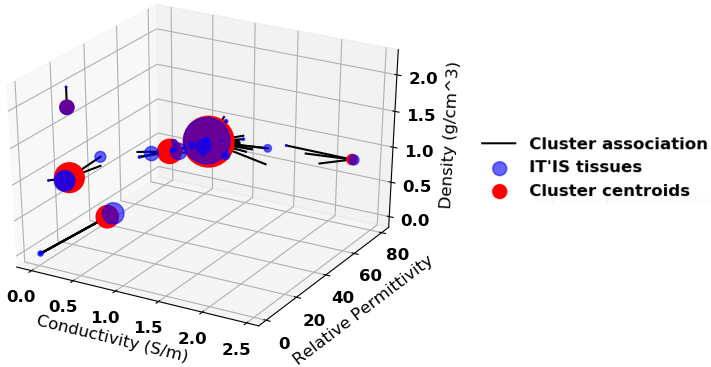 2.0
1.5
1.0
0.5
0.0
Density (g/cm^3)
80
60
40
20
0
Relative Permittivity
0.0 0.5 1.0 1.5 2.0 2.5
Conductivity (S/m)
Cluster association
IT'IS tissues
Cluster centroids